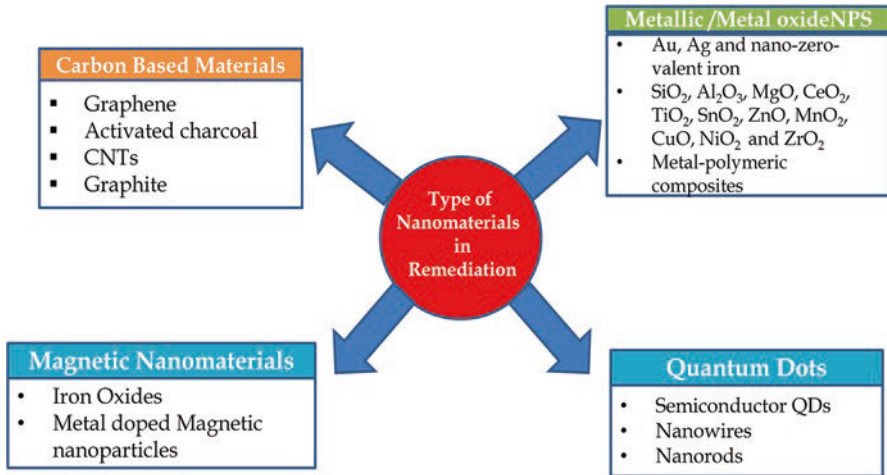 Carbon Based Materials
▪ Graphene
▪ Activated charcoal
▪ CNTs
▪ Graphite
Metallic /Metal oxideNPS
• Au, Ag and nano-zero-
valent iron
• SiO₂, Al₂O₃, MgO, CeO₂,
TiO₂, SnO₂, ZnO, MnO₂,
CuO, NiO₂ and ZrO₂
• Metal-polymeric
composites
Type of
Nanomaterials
in
Remediation
Magnetic Nanomaterials
• Iron Oxides
• Metal doped Magnetic
nanoparticles
Quantum Dots
• Semiconductor QDs
• Nanowires
• Nanorods